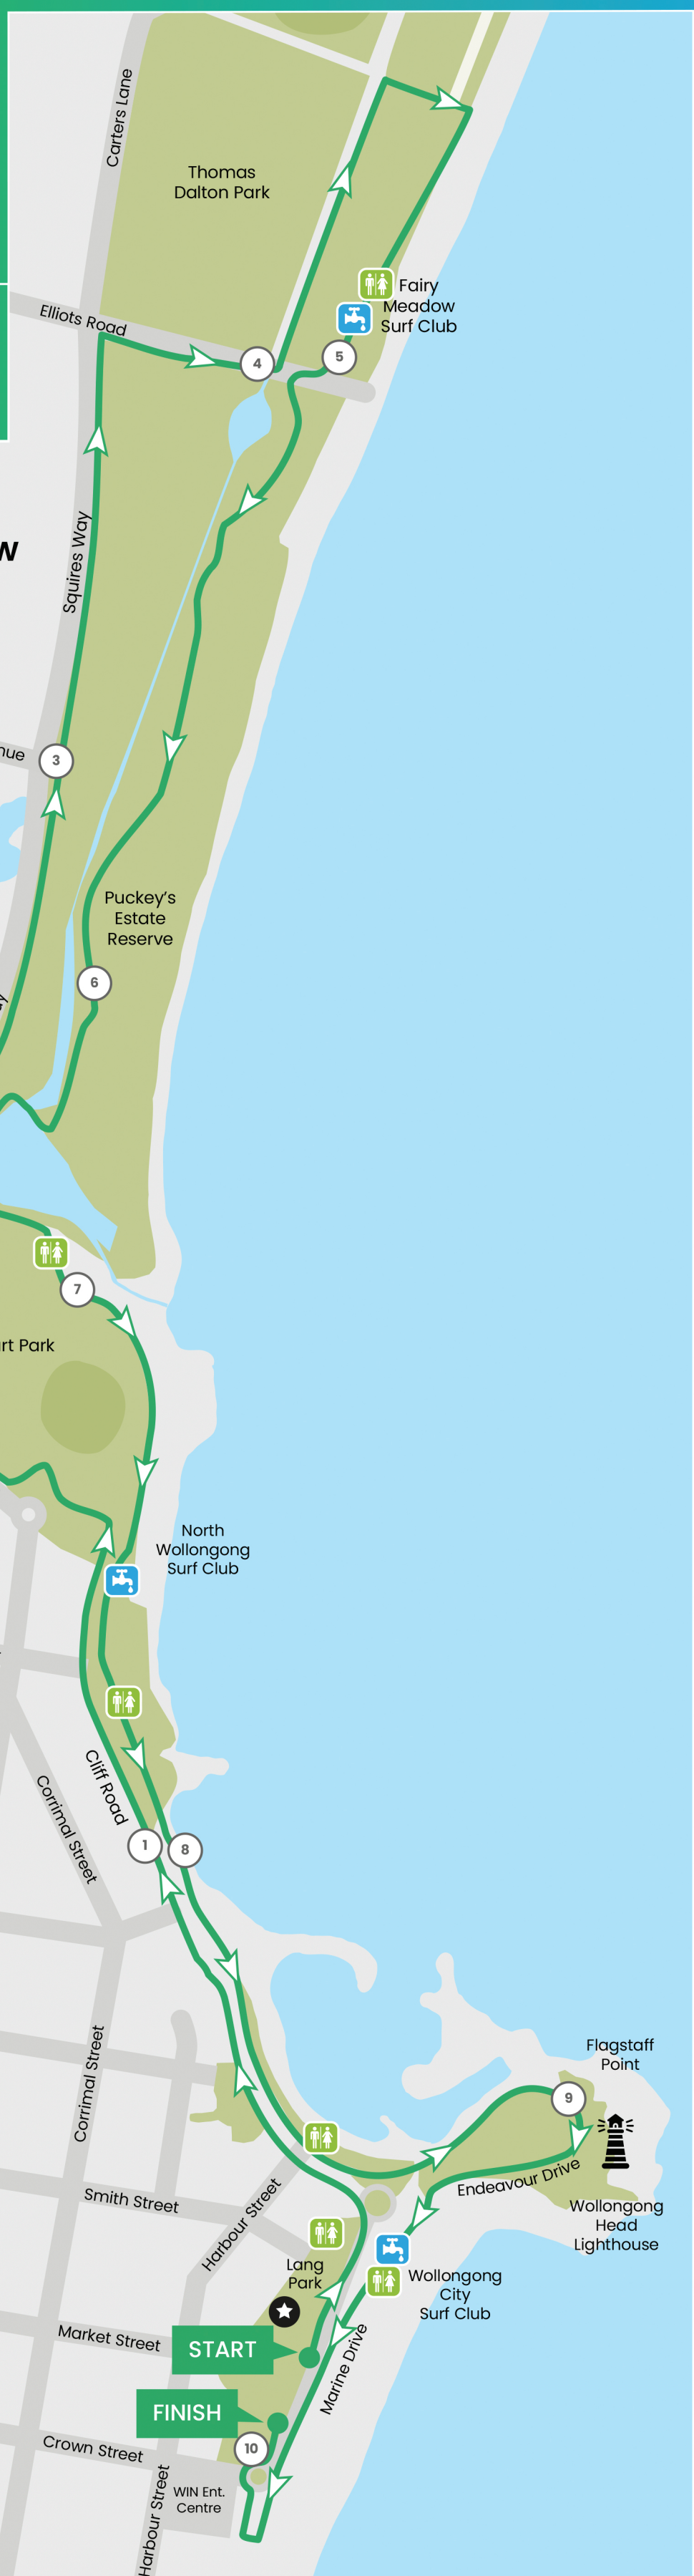 Carters Lane
Thomas
Dalton Park
Elliots Road
Fairy
Meadow
Surf Club
4
5
w
Squires Way
nue
3
Puckey's
Estate
Reserve
6
7
rt Park
North
Wollongong
Surf Club
Cliff Road
Corrimal Street
1
8
Corrimal Street
Flagstaff
Point
9
Endeavour Drive
Wollongong
Head
Lighthouse
Smith Street
Harbour Street
Lang
Park
Wollongong
City
Surf Club
Market Street
START
Marine Drive
FINISH
Crown Street
10
WIN Ent.
Centre
Harbour Street